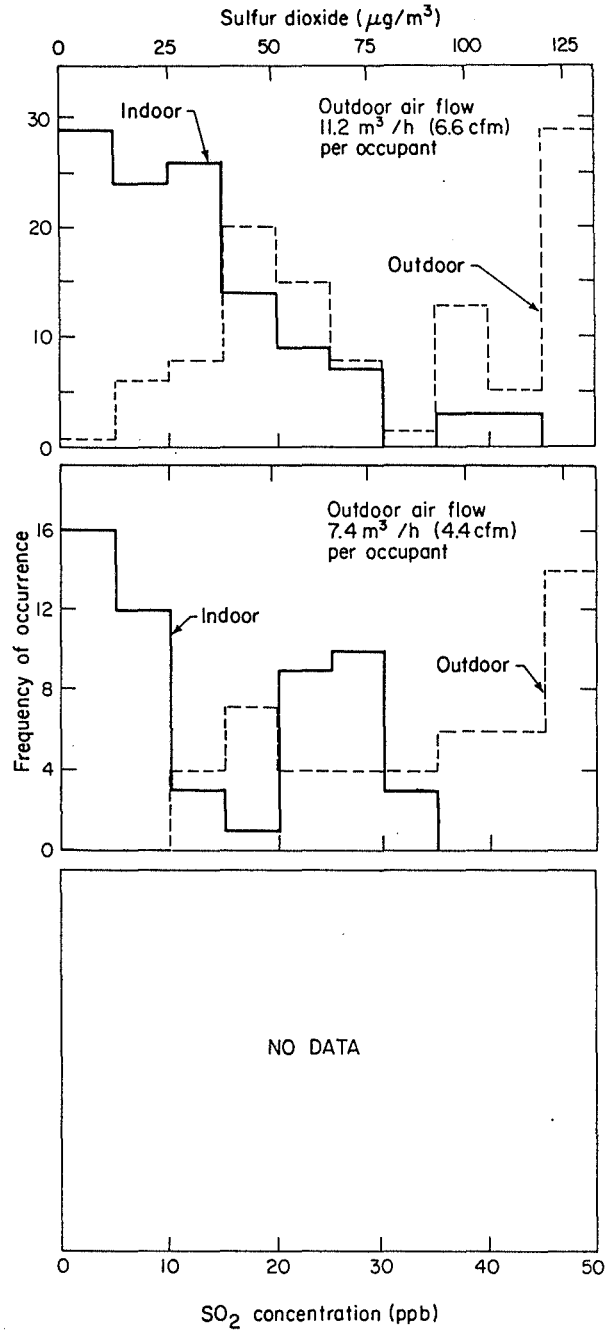 Sulfur dioxide (μg/m³)
0 25 50 75 100 125
Indoor
Outdoor air flow
11.2 m³/h (6.6 cfm)
per occupant
30
20
Outdoor
10
0
Outdoor air flow
7.4 m³/h (4.4 cfm)
per occupant
Frequency of occurrence
16
12
Indoor
Outdoor
8
4
0
NO DATA
0 10 20 30 40 50
SO₂ concentration (ppb)